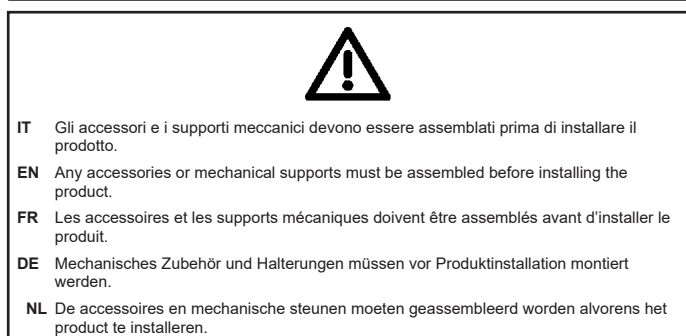 IT Gli accessori e i supporti meccanici devono essere assemblati prima di installare il
prodotto.
EN Any accessories or mechanical supports must be assembled before installing the
product.
FR Les accessoires et les supports mécaniques doivent être assemblés avant d’installer le
produit.
DE Mechanisches Zubehör und Halterungen müssen vor Produktinstallation montiert
werden.
NL De accessoires en mechanische steunen moeten geassembleerd worden alvorens het
product te installeren.